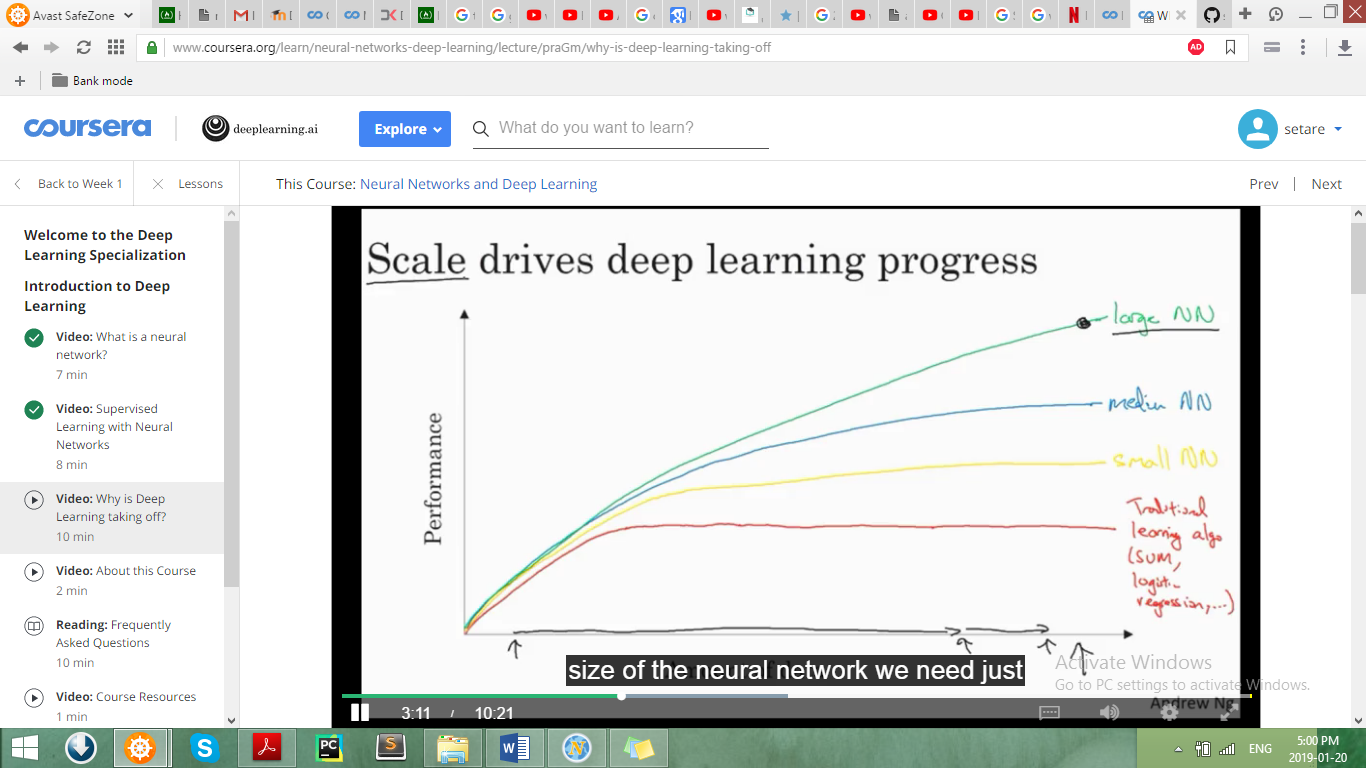 Avast SafeZone
www.coursera.org/learn/neural-networks-deep-learning/lecture/praGm/why-is-deep-learning-taking-off
AD
Bank mode
coursera
deeplearning.ai
Explore
What do you want to learn?
setare
Back to Week 1
Lessons
This Course: Neural Networks and Deep Learning
Prev
Next
Welcome to the Deep
Learning Specialization
Introduction to Deep
Learning
Video: What is a neural
network?
7 min
Video: Supervised
Learning with Neural
Networks
8 min
Video: Why is Deep
Learning taking off?
10 min
Video: About this Course
2 min
Reading: Frequently
Asked Questions
10 min
Video: Course Resources
1 min
Scale drives deep learning progress
Performance
large NN
medium NN
small NN
Traditional
learning algo
(SVM,
logistic
regression,...)
size of the neural network we need just
Andrew Ng
3:11 / 10:21
Activate Windows
Go to PC settings to activate Windows.
PC
W
N
ENG
5:00 PM
2019-01-20